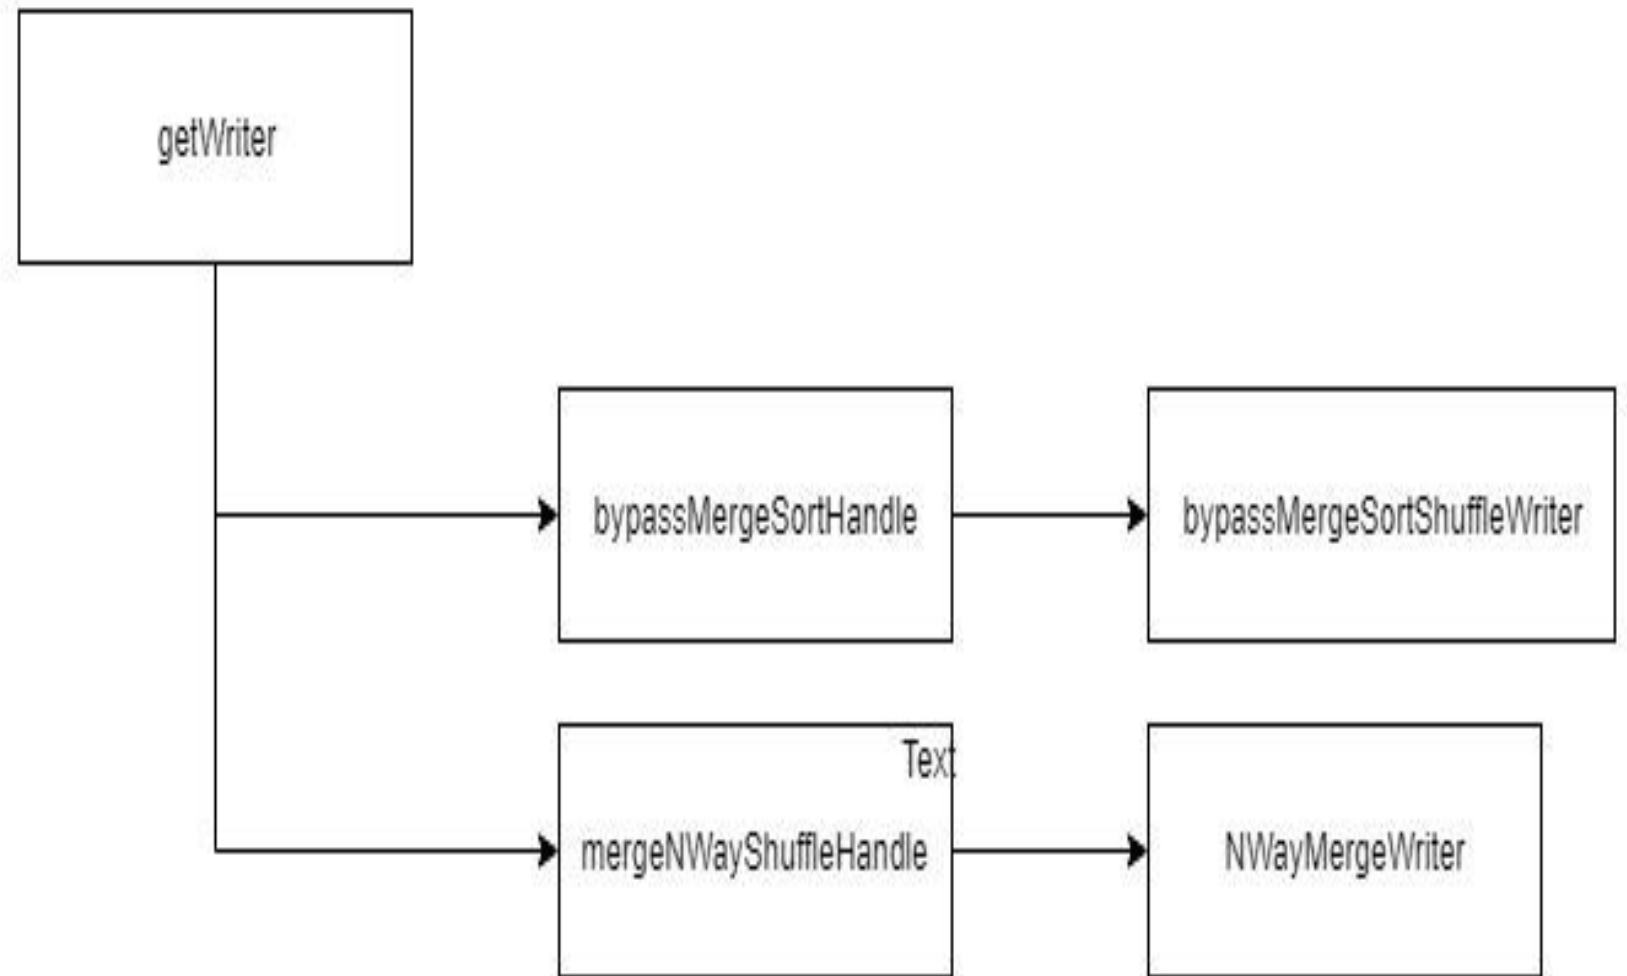 getWriter
bypassMergeSortHandle
bypassMergeSortShuffleWriter
Text
mergeNWayShuffleHandle
NWayMergeWriter